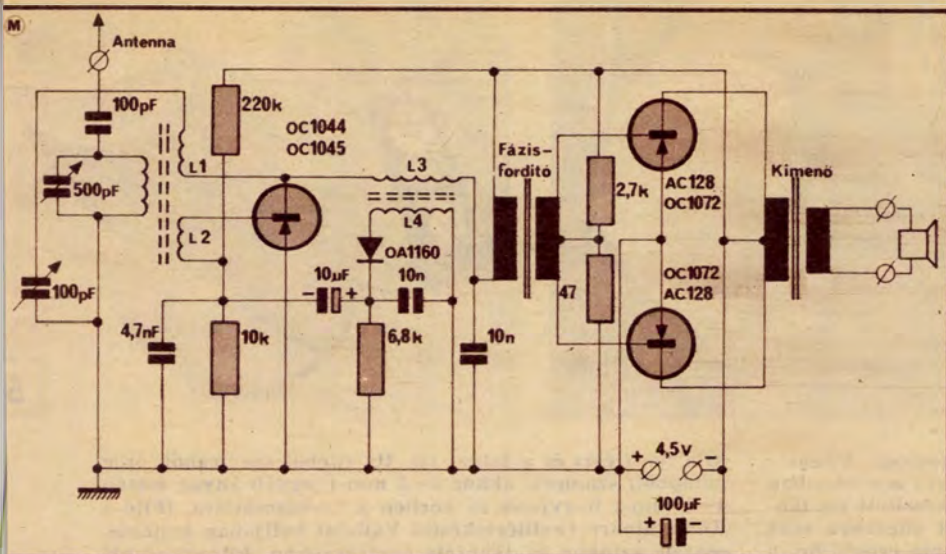 M
Antenna
100pF
220k
OC1044
OC1045
L1
L3
500pF
L2
L4
OA1160
100pF
4,7nF
10k
10µF
- +
10n
6,8k
10n
Fázis-
fordító
2,7k
47
AC128
OC1072
OC1072
AC128
Kimenő
+ 4,5V -
100µF
+ -